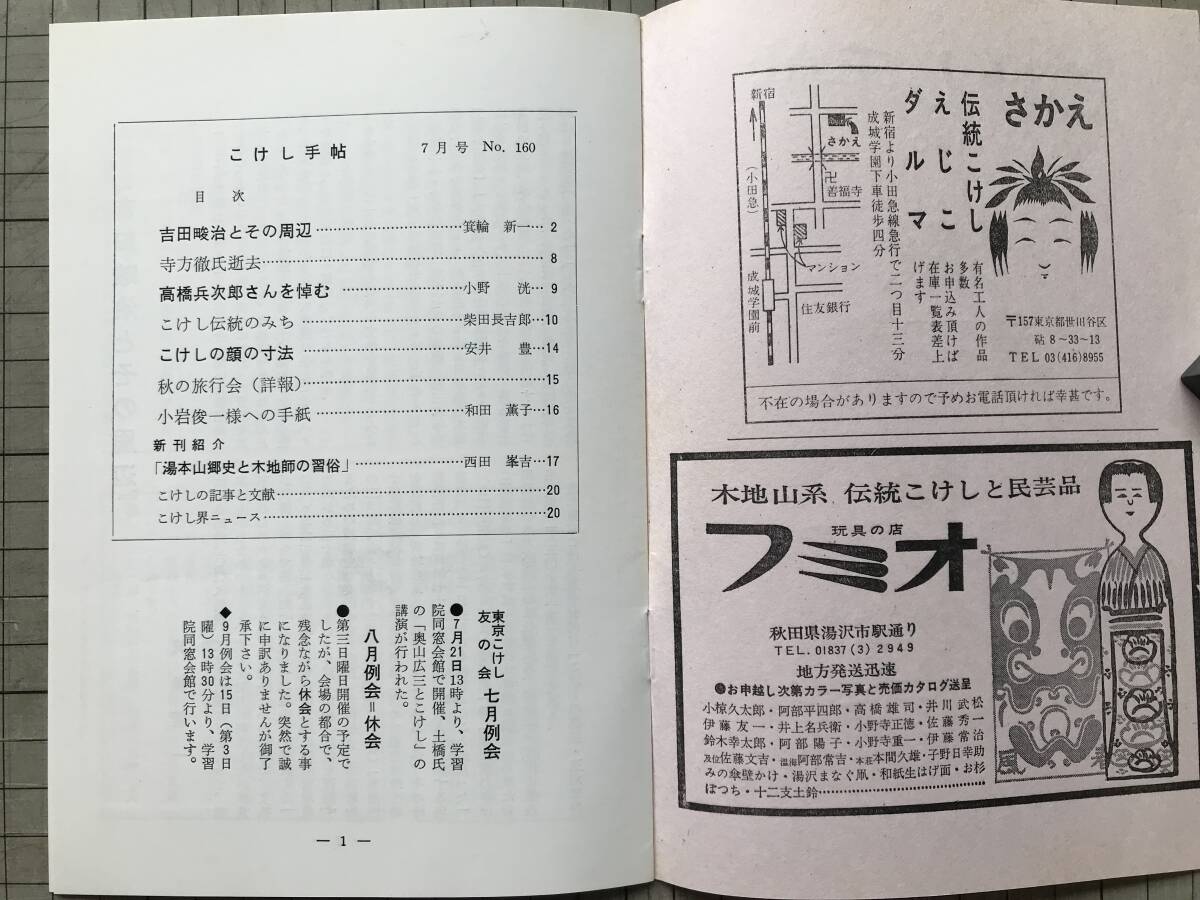 こけし手帖　7月号 No. 160
目次
吉田畯治とその周辺……………………………箕輪　新一…2
寺方徹氏逝去……………………………………8
高橋兵次郎さんを悼む…………………………小野　洸…9
こけし伝統のみち………………………………柴田長吉郎…10
こけしの顔の寸法………………………………安井　豊…14
秋の旅行会（詳報）……………………………15
小岩俊一様への手紙……………………………和田　薫子…16
新刊紹介
「湯本山郷史と木地師の習俗」………………西田　峯吉…17
こけしの記事と文献……………………………20
こけし界ニュース………………………………20
東京こけし
友の会　七月例会
●7月21日13時より、学習
院同窓会館で開催、土橋氏
の「奥山広三とこけし」の
講演が行われた。
八月例会＝休会
●第三日曜日開催の予定で
したが、会場の都合で、
残念ながら休会とする事
になりました。突然で誠
に申訳ありませんが御了
承下さい。
◆9月例会は15日（第3日
曜）13時30分より、学習
院同窓会館で行います。
― 1 ―
さかえ
伝統こけし
えじこ
ダルマ
有名工人の作品
多数
お申込み頂けば
在庫一覧表差上
げます
新宿より小田急線急行で二つ目十三分
成城学園下車徒歩四分
〒157東京都世田谷区
砧 8－33－13
TEL 03(416)8955
新宿
さかえ
卍
善福寺
（小田急）
マンション
成城学園前
住友銀行
不在の場合がありますので予めお電話頂ければ幸甚です。
木地山系 伝統こけしと民芸品
玩具の店
フミオ
秋田県湯沢市駅通り
TEL. 01837 (3) 2949
地方発送迅速
●お申越し次第カラー写真と売価カタログ送呈
小椋久太郎・阿部平四郎・高橋雄司・井川武松
伊藤友一・井上名兵衛・小野寺正徳・佐藤秀一
鈴木幸太郎・阿部陽子・小野寺重一・伊藤常治
及位佐藤文吉・温海阿部常吉・本荘本間久雄・子野日幸助
みの傘壁かけ・湯沢まなぐ凧・和紙生はげ面・お杉
ぼっち・十二支土鈴………………